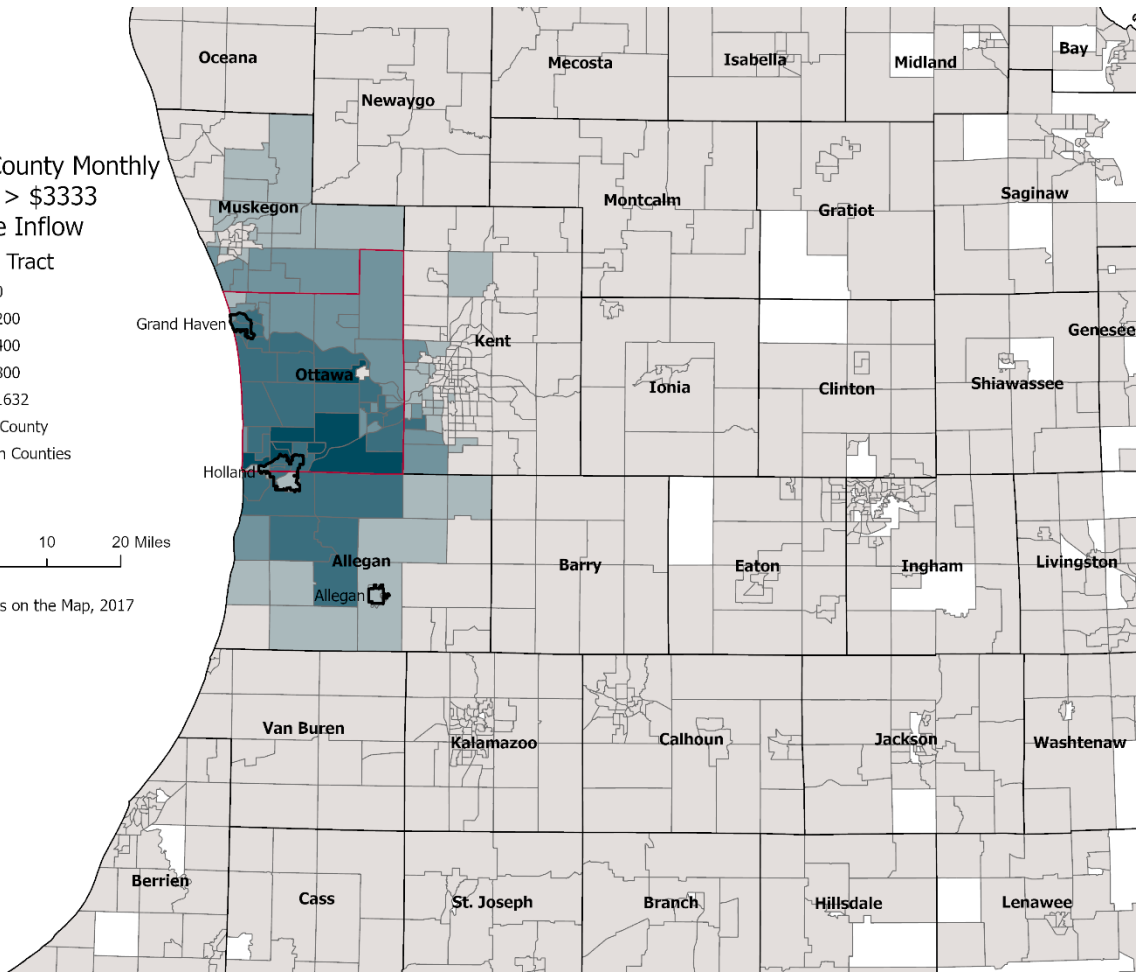 Oceana
Mecosta
Isabella
Midland
Bay
Newaygo
County Monthly
> $3333
Inflow
Tract
200
400
800
1632
County
Counties
10 20 Miles
on the Map, 2017
Muskegon
Montcalm
Gratiot
Saginaw
Grand Haven
Kent
Genesee
Ottawa
Ionia
Clinton
Shiawassee
Holland
Allegan
Allegan
Barry
Eaton
Ingham
Livingston
Van Buren
Kalamazoo
Calhoun
Jackson
Washtenaw
Berrien
Cass
St. Joseph
Branch
Hillsdale
Lenawee